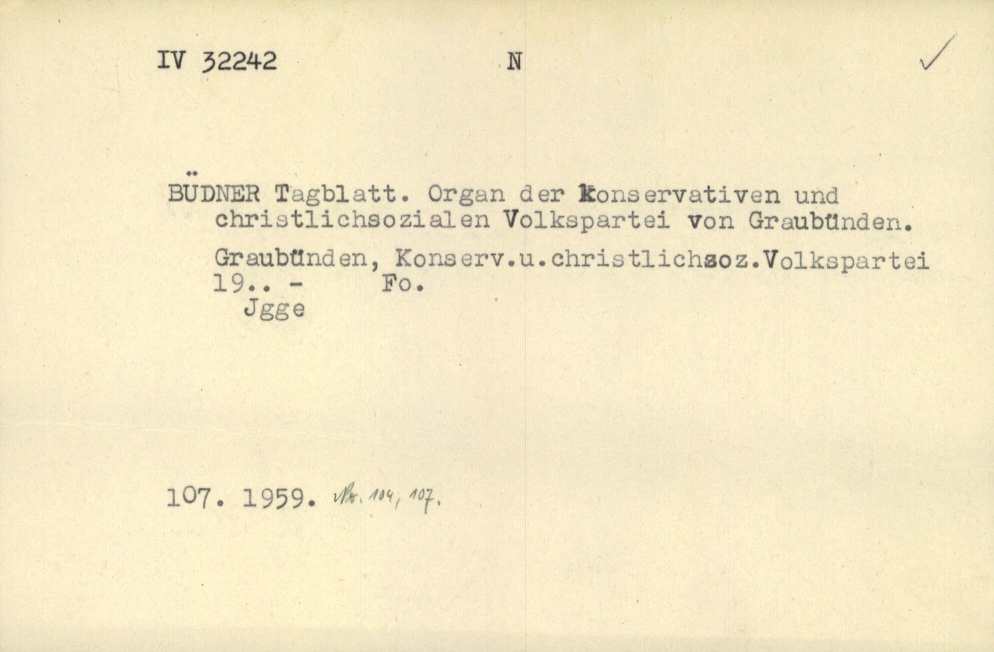 IV 32242 N ✓
BÜDNER Tagblatt. Organ der Konservativen und
christlichsozialen Volkspartei von Graubünden.
Graubünden, Konserv.u.christlichsoz.Volkspartei
19.. - Fo.
Jgge
107. 1959. Nr. 104, 107.